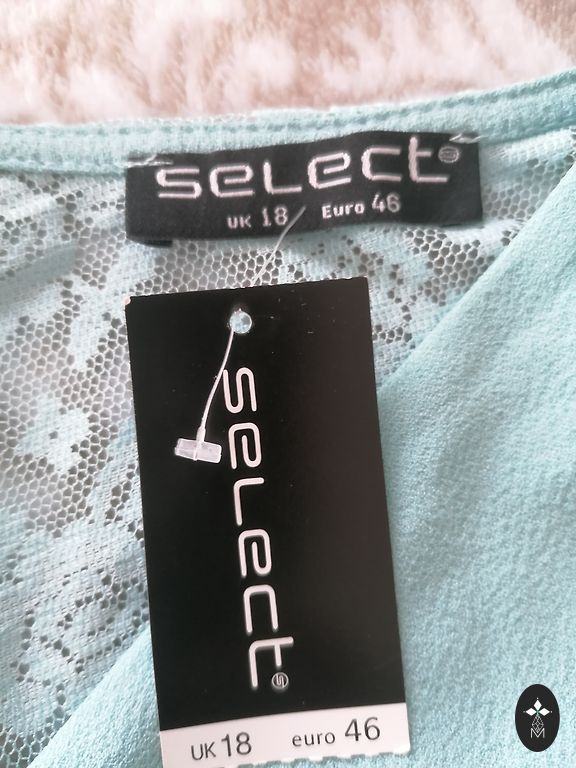 SeLect
UK 18 Euro 46
SeLect
UK 18 euro 46
M